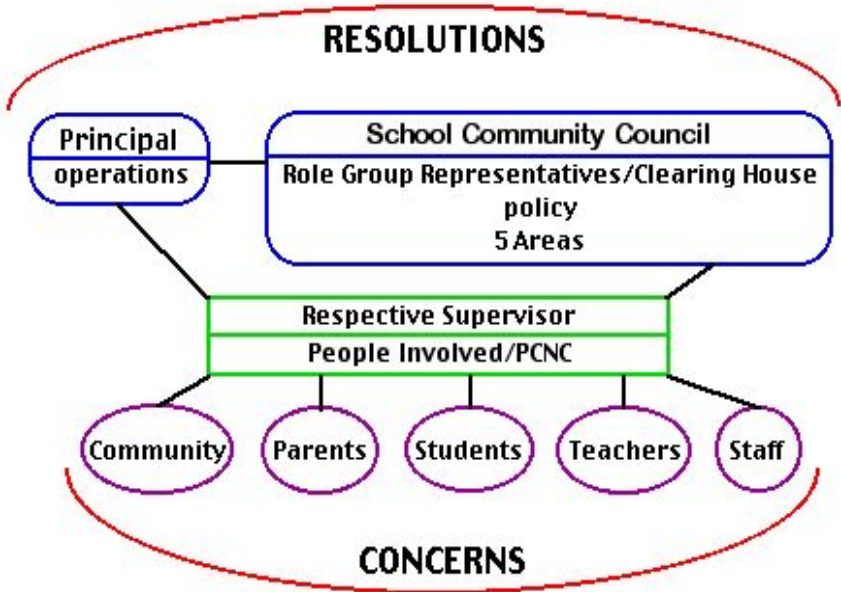 RESOLUTIONS
Principal
operations
School Community Council
Role Group Representatives/Clearing House
policy
5 Areas
Respective Supervisor
People Involved/PCNC
Community
Parents
Students
Teachers
Staff
CONCERNS